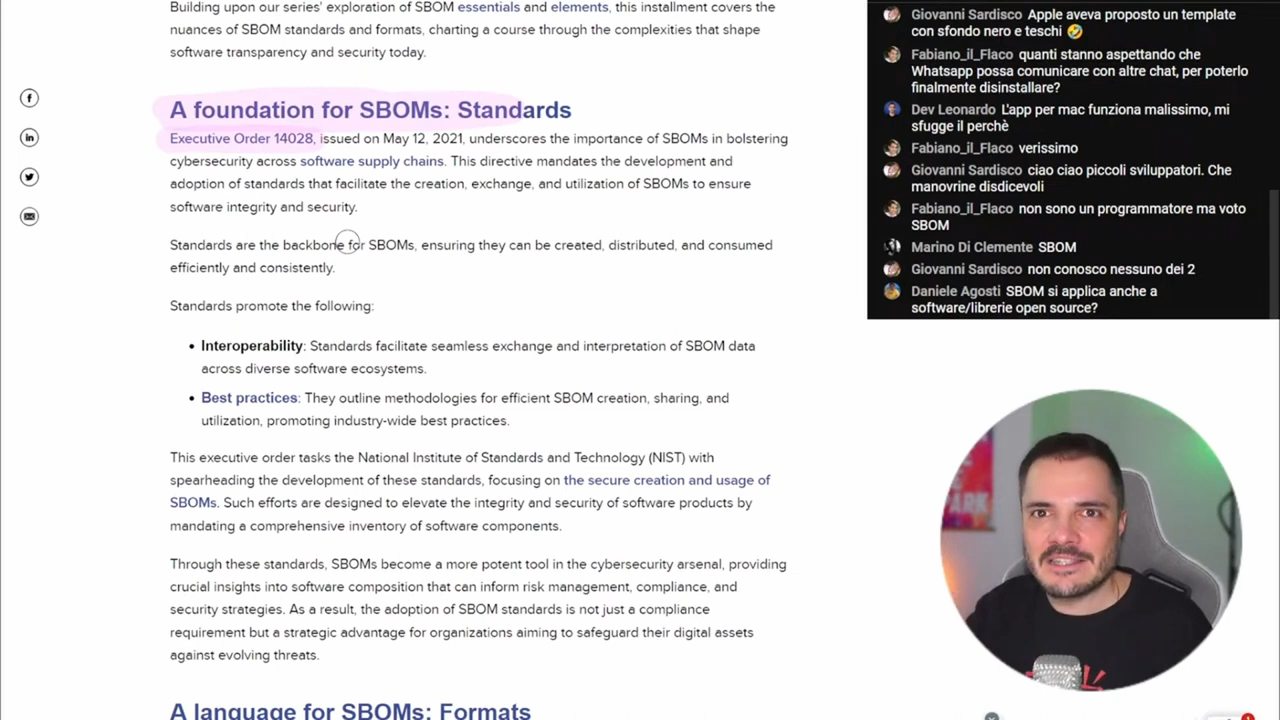 Building upon our series' exploration of SBOM essentials and elements, this installment covers the
nuances of SBOM standards and formats, charting a course through the complexities that shape
software transparency and security today.
A foundation for SBOMs: Standards
Executive Order 14028, issued on May 12, 2021, underscores the importance of SBOMs in bolstering
cybersecurity across software supply chains. This directive mandates the development and
adoption of standards that facilitate the creation, exchange, and utilization of SBOMs to ensure
software integrity and security.
Standards are the backbone for SBOMs, ensuring they can be created, distributed, and consumed
efficiently and consistently.
Standards promote the following:
• Interoperability: Standards facilitate seamless exchange and interpretation of SBOM data
across diverse software ecosystems.
• Best practices: They outline methodologies for efficient SBOM creation, sharing, and
utilization, promoting industry-wide best practices.
This executive order tasks the National Institute of Standards and Technology (NIST) with
spearheading the development of these standards, focusing on the secure creation and usage of
SBOMs. Such efforts are designed to elevate the integrity and security of software products by
mandating a comprehensive inventory of software components.
Through these standards, SBOMs become a more potent tool in the cybersecurity arsenal, providing
crucial insights into software composition that can inform risk management, compliance, and
security strategies. As a result, the adoption of SBOM standards is not just a compliance
requirement but a strategic advantage for organizations aiming to safeguard their digital assets
against evolving threats.
A language for SBOMs: Formats
Giovanni Sardisco Apple aveva proposto un template
con sfondo nero e teschi 🤣
Fabiano_il_Flaco quanti stanno aspettando che
Whatsapp possa comunicare con altre chat, per poterlo
finalmente disinstallare?
Dev Leonardo L'app per mac funziona malissimo, mi
sfugge il perchè
Fabiano_il_Flaco verissimo
Giovanni Sardisco ciao ciao piccoli sviluppatori. Che
manovrine disdicevoli
Fabiano_il_Flaco non sono un programmatore ma voto
SBOM
Marino Di Clemente SBOM
Giovanni Sardisco non conosco nessuno dei 2
Daniele Agosti SBOM si applica anche a
software/librerie open source?